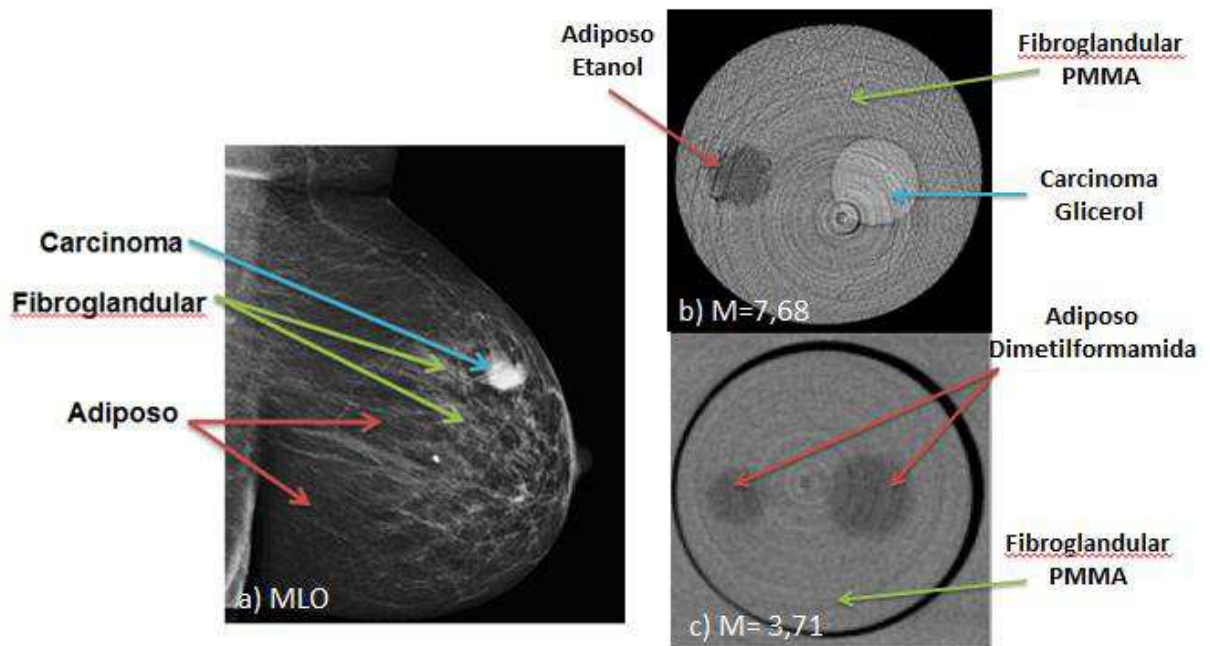 Carcinoma
Fibroglandular
Adiposo
a) MLO
Adiposo
Etanol
Fibroglandular
PMMA
Carcinoma
Glicerol
b) M=7,68
Adiposo
Dimetilformamida
Fibroglandular
PMMA
c) M= 3,71